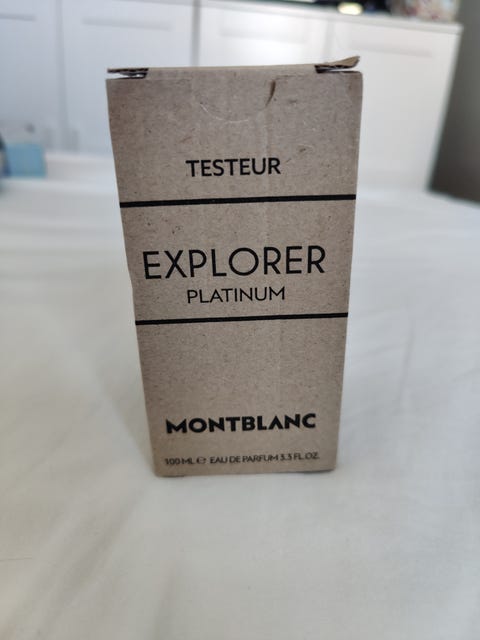 TESTEUR
EXPLORER
PLATINUM
MONTBLANC
100 ML ℮ EAU DE PARFUM 3.3 FL.OZ.